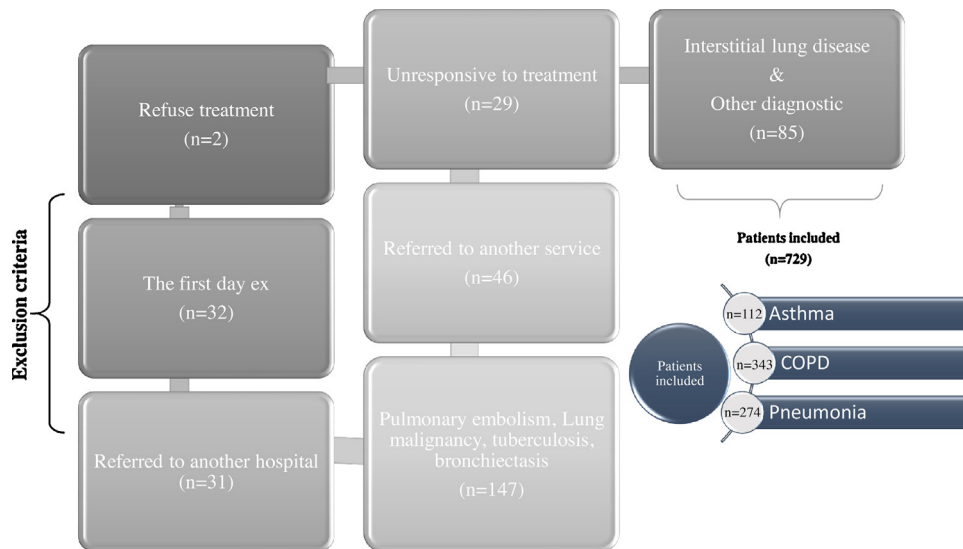 Exclusion criteria
Refuse treatment
(n=2)
The first day ex
(n=32)
Referred to another hospital
(n=31)
Pulmonary embolism, Lung
malignancy, tuberculosis,
bronchiectasis
(n=147)
Referred to another service
(n=46)
Unresponsive to treatment
(n=29)
Interstitial lung disease
&
Other diagnostic
(n=85)
Patients included
(n=729)
Patients
included
n=112 Asthma
n=343 COPD
n=274 Pneumonia